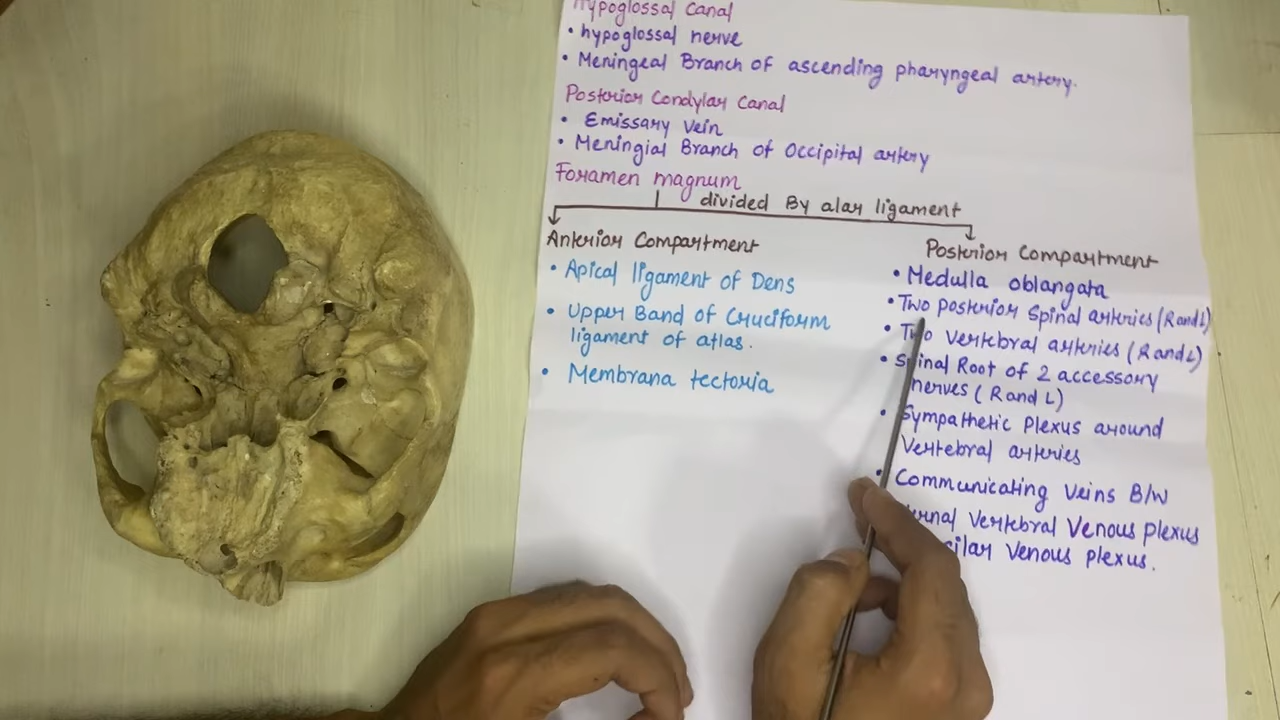 Hypoglossal Canal
• hypoglossal nerve
• Meningeal Branch of ascending pharyngeal artery.
Posterior Condylar Canal
• Emissary vein
• Meningial Branch of Occipital artery
Foramen magnum
divided By alar ligament
Anterior Compartment
• Apical ligament of Dens
• Upper Band of Cruciform
ligament of atlas.
• Membrana tectoria
Posterior Compartment
• Medulla oblangata
• Two posterior Spinal arteries (R and L)
• Two vertebral arteries (R and L)
• Spinal Root of 2 accessory
nerves (R and L)
• Sympathetic Plexus around
Vertebral arteries
• Communicating Veins B/W
Vertebral Venous plexus
Venous plexus.